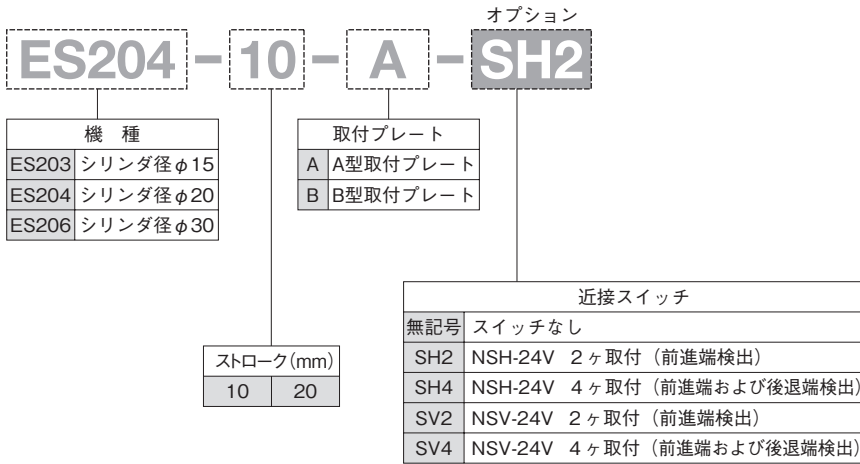 オプション
ES204－10－A－SH2
機　種
ES203 シリンダ径φ15
ES204 シリンダ径φ20
ES206 シリンダ径φ30
取付プレート
A A型取付プレート
B B型取付プレート
ストローク(mm)
10 20
近接スイッチ
無記号 スイッチなし
SH2 NSH-24V 2ヶ取付（前進端検出）
SH4 NSH-24V 4ヶ取付（前進端および後退端検出）
SV2 NSV-24V 2ヶ取付（前進端検出）
SV4 NSV-24V 4ヶ取付（前進端および後退端検出）